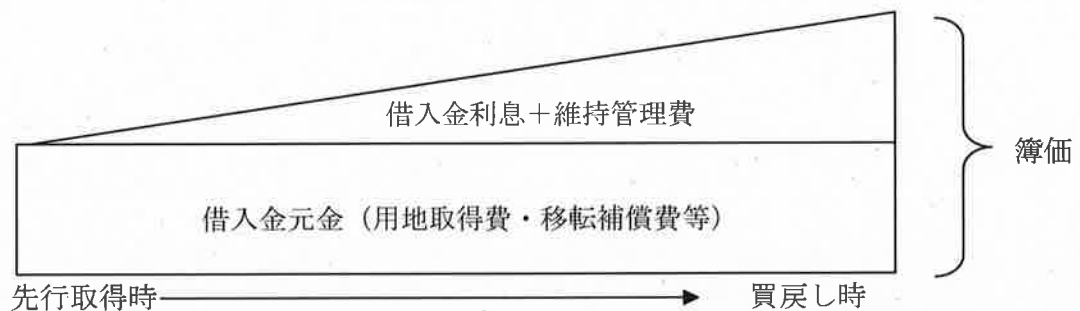 借入金利息＋維持管理費
簿価
借入金元金（用地取得費・移転補償費等）
先行取得時
買戻し時